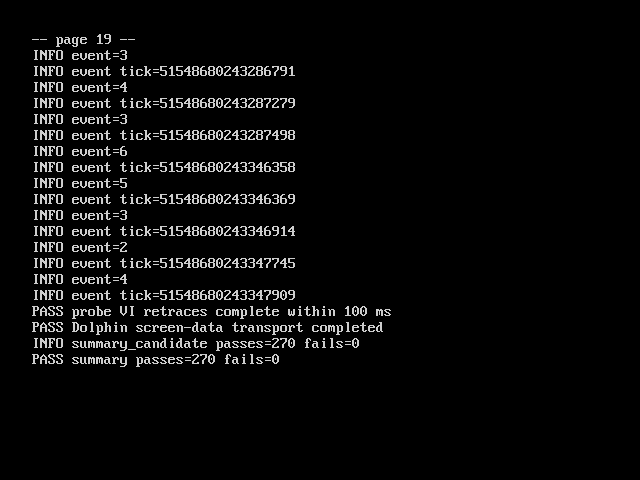 -- page 19 --
INFO event=3
INFO event tick=51548680243286791
INFO event=4
INFO event tick=51548680243287279
INFO event=3
INFO event tick=51548680243287498
INFO event=6
INFO event tick=51548680243346358
INFO event=5
INFO event tick=51548680243346369
INFO event=3
INFO event tick=51548680243346914
INFO event=2
INFO event tick=51548680243347745
INFO event=4
INFO event tick=51548680243347909
PASS probe VI retraces complete within 100 ms
PASS Dolphin screen-data transport completed
INFO summary_candidate passes=270 fails=0
PASS summary passes=270 fails=0